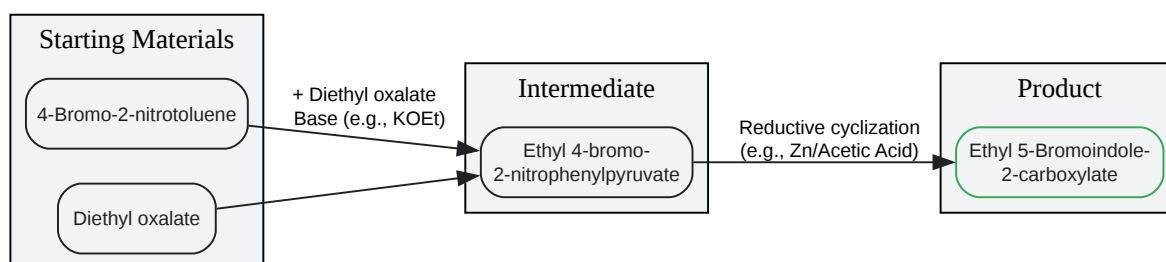 Starting Materials
4-Bromo-2-nitrotoluene
Diethyl oxalate
+ Diethyl oxalate
Base (e.g., KOEt)
Intermediate
Ethyl 4-bromo-
2-nitrophenylpyruvate
Reductive cyclization
(e.g., Zn/Acetic Acid)
Product
Ethyl 5-Bromoindole-
2-carboxylate